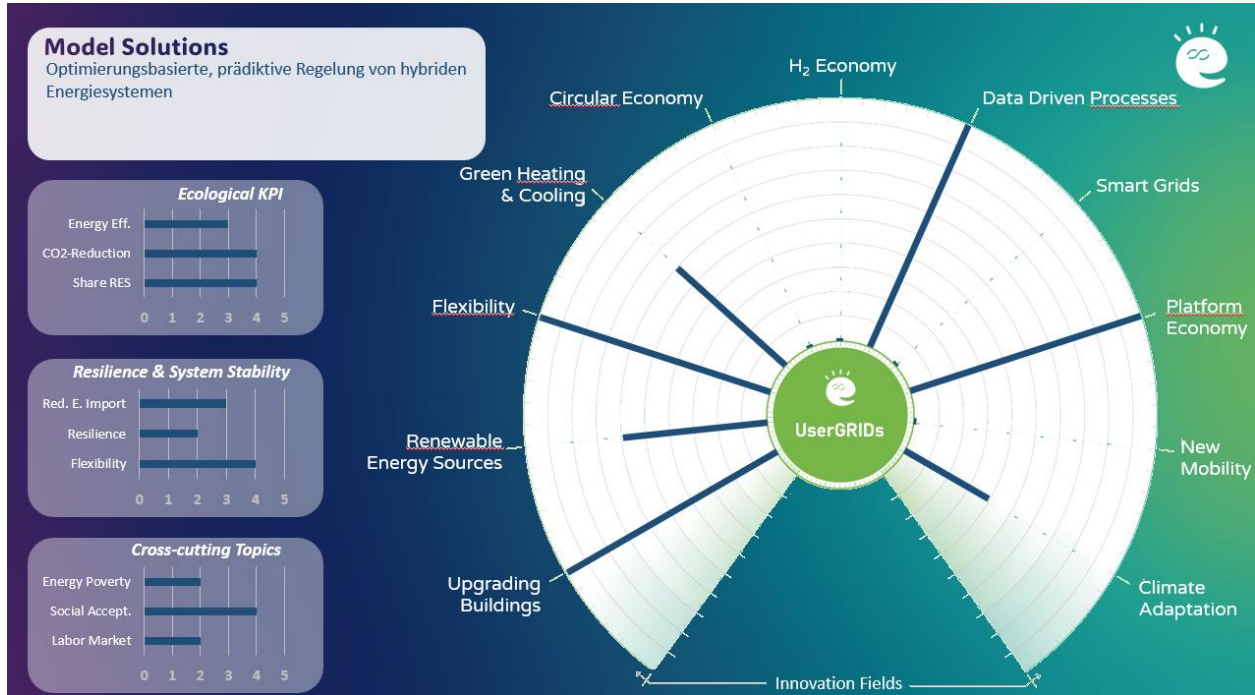 Model Solutions
Optimierungsbasierte, prädiktive Regelung von hybriden
Energiesystemen
Ecological KPI
Energy Eff.
CO2-Reduction
Share RES
0 1 2 3 4 5
Resilience & System Stability
Red. E. Import
Resilience
Flexibility
0 1 2 3 4 5
Cross-cutting Topics
Energy Poverty
Social Accept.
Labor Market
0 1 2 3 4 5
H₂ Economy
Circular Economy
Data Driven Processes
Green Heating
& Cooling
Smart Grids
Flexibility
Platform
Economy
Renewable
Energy Sources
New
Mobility
Upgrading
Buildings
Climate
Adaptation
UserGRIDs
Innovation Fields